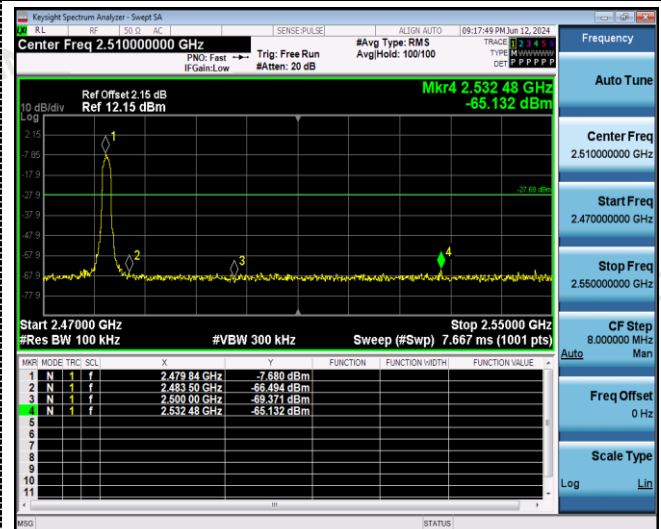 Keysight Spectrum Analyzer - Swept SA
RL RF 50 Ω AC SENSE:PULSE ALIGN AUTO 09:17:49 PM Jun 12, 2024
Center Freq 2.510000000 GHz #Avg Type: RMS TRACE 1 2 3 4 5 6
PNO: Fast Trig: Free Run Avg|Hold: 100/100 TYPE M W W W W W
IFGain:Low #Atten: 20 dB DET P P P P P P
Mkr4 2.532 48 GHz
-65.132 dBm
Ref Offset 2.15 dB
10 dB/div Ref 12.15 dBm
Log
1
2.15
-7.85
-17.9
-27.9 -27.68 dBm
-37.9
-47.9
-57.9 2 3 4
-67.9
-77.9
Start 2.47000 GHz Stop 2.55000 GHz
#Res BW 100 kHz #VBW 300 kHz Sweep (#Swp) 7.667 ms (1001 pts)
MKR MODE TRC SCL X Y FUNCTION FUNCTION WIDTH FUNCTION VALUE
1 N 1 f 2.479 84 GHz -7.680 dBm
2 N 1 f 2.483 50 GHz -66.494 dBm
3 N 1 f 2.500 00 GHz -69.371 dBm
4 N 1 f 2.532 48 GHz -65.132 dBm
5
6
7
8
9
10
11
MSG STATUS
Frequency
Auto Tune
Center Freq
2.510000000 GHz
Start Freq
2.470000000 GHz
Stop Freq
2.550000000 GHz
CF Step
8.000000 MHz
Auto Man
Freq Offset
0 Hz
Scale Type
Log Lin